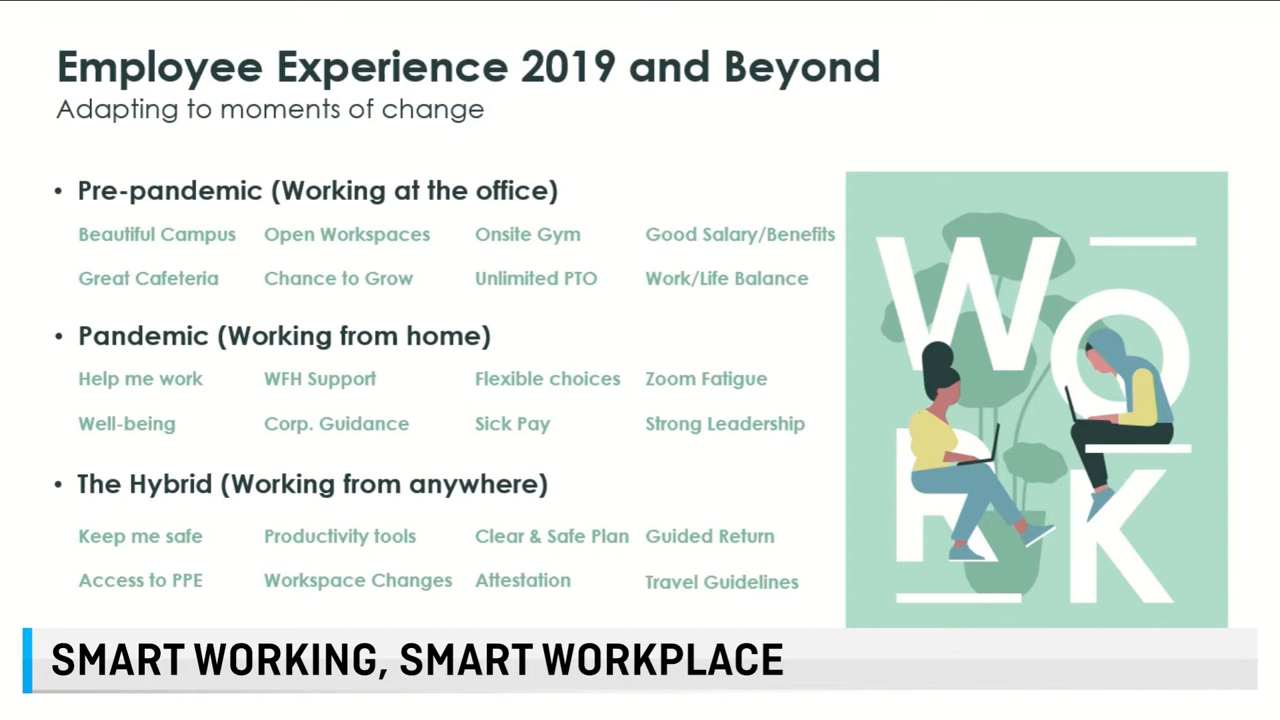 Employee Experience 2019 and Beyond
Adapting to moments of change
• Pre-pandemic (Working at the office)
Beautiful Campus Open Workspaces Onsite Gym Good Salary/Benefits
Great Cafeteria Chance to Grow Unlimited PTO Work/Life Balance
• Pandemic (Working from home)
Help me work WFH Support Flexible choices Zoom Fatigue
Well-being Corp. Guidance Sick Pay Strong Leadership
• The Hybrid (Working from anywhere)
Keep me safe Productivity tools Clear & Safe Plan Guided Return
Access to PPE Workspace Changes Attestation Travel Guidelines
WO
RK
SMART WORKING, SMART WORKPLACE